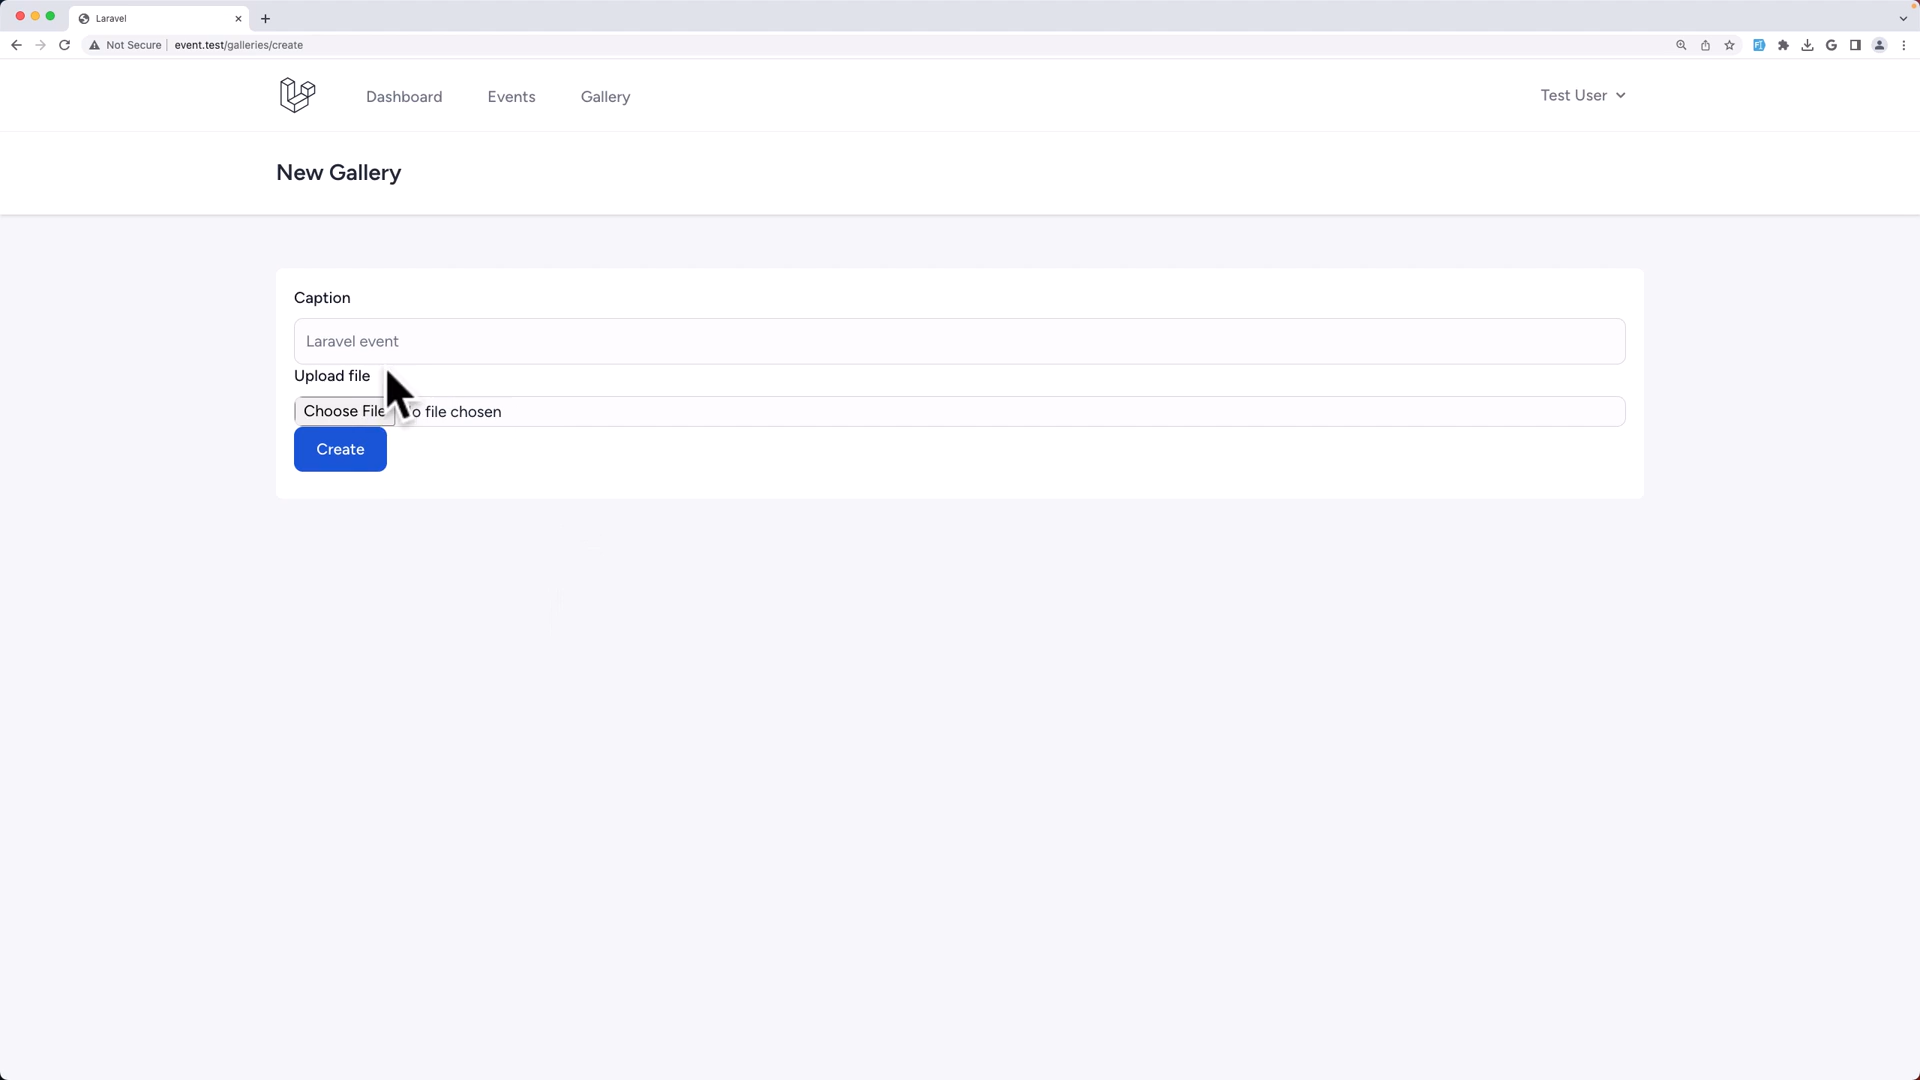 Laravel
Not Secure event.test/galleries/create
Dashboard Events Gallery Test User
New Gallery
Caption
Laravel event
Upload file
Choose File file chosen
Create